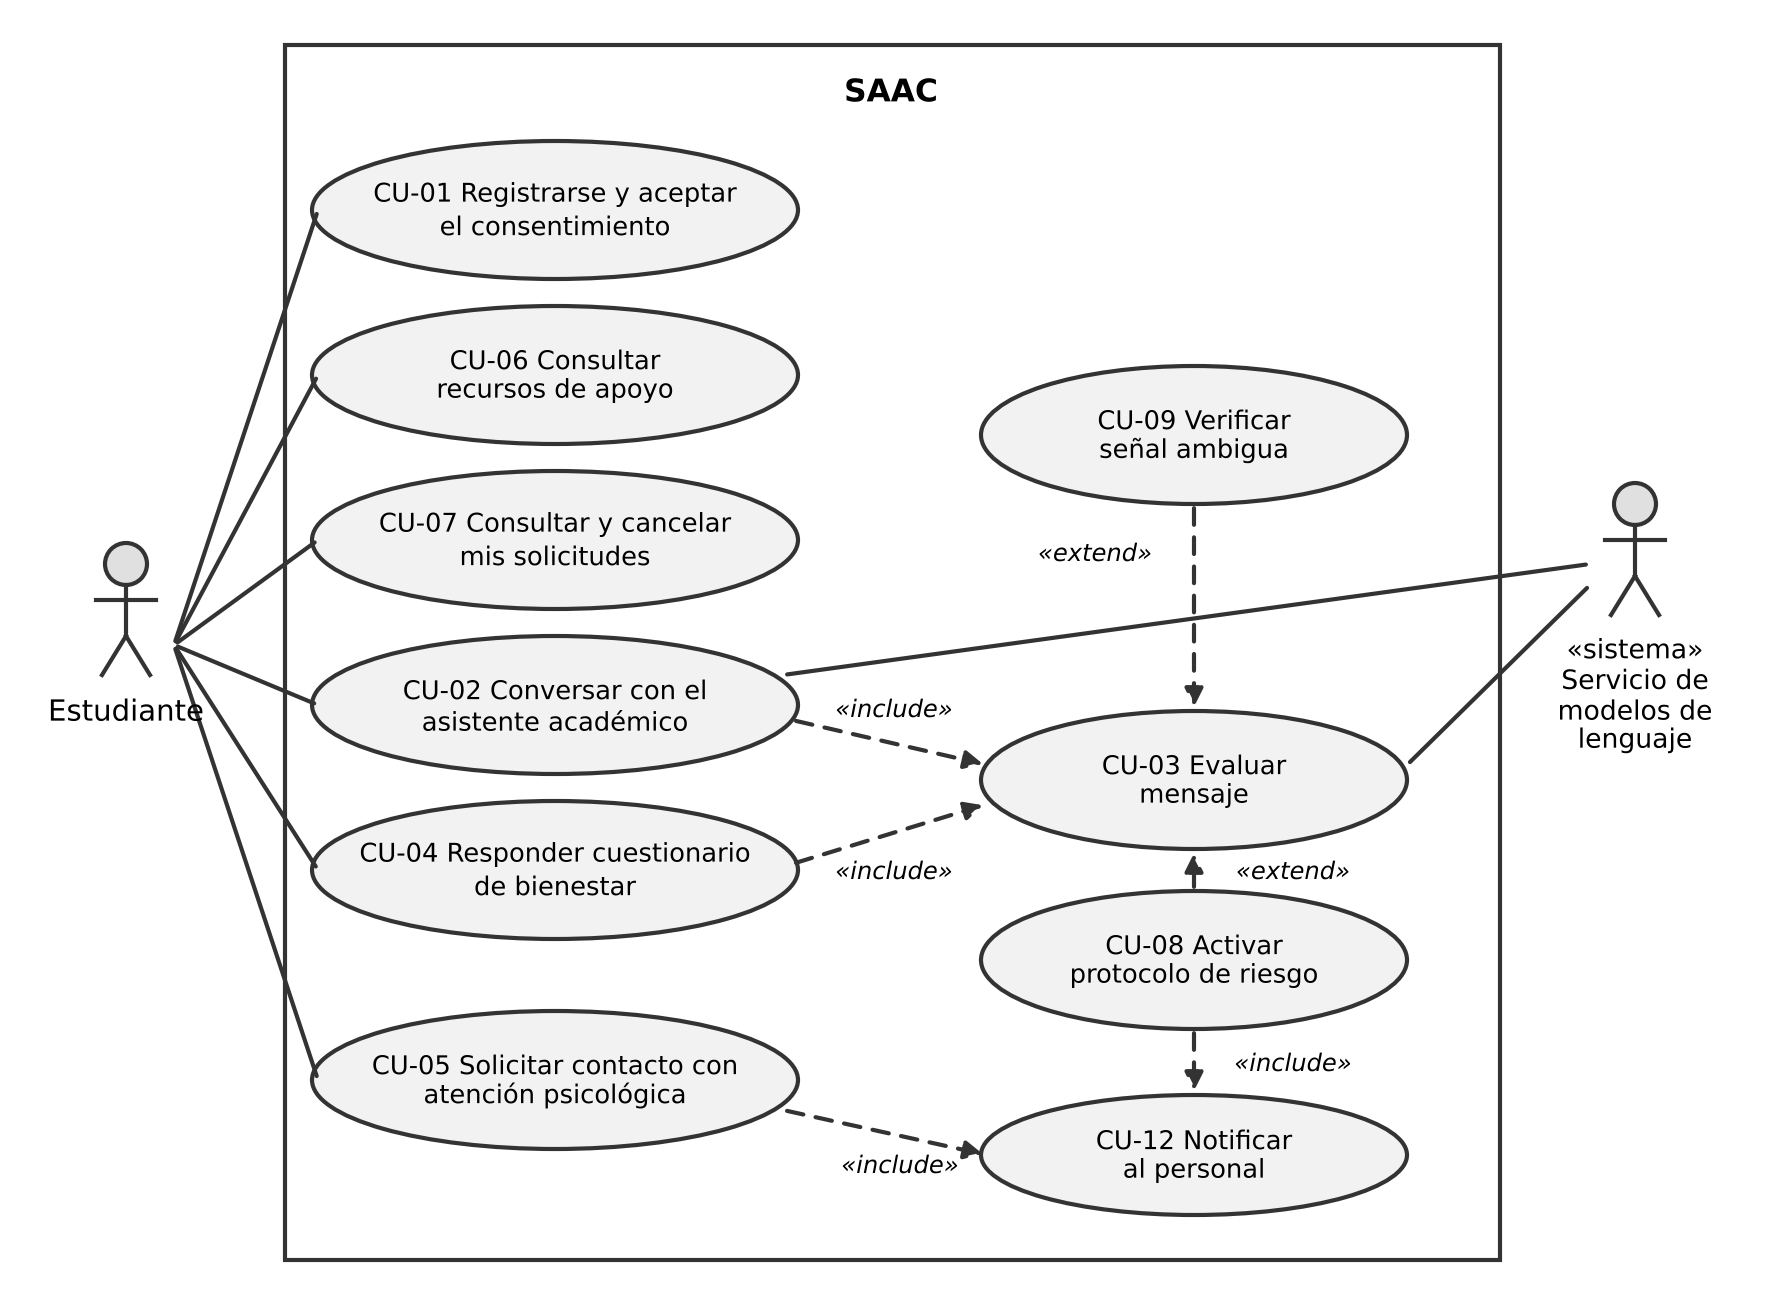 SAAC
CU-01 Registrarse y aceptar
el consentimiento
CU-06 Consultar
recursos de apoyo
CU-09 Verificar
señal ambigua
CU-07 Consultar y cancelar
mis solicitudes
«extend»
«sistema»
Servicio de
modelos de
lenguaje
Estudiante
CU-02 Conversar con el
asistente académico
«include»
CU-03 Evaluar
mensaje
CU-04 Responder cuestionario
de bienestar
«include»
«extend»
CU-08 Activar
protocolo de riesgo
CU-05 Solicitar contacto con
atención psicológica
«include»
«include»
CU-12 Notificar
al personal